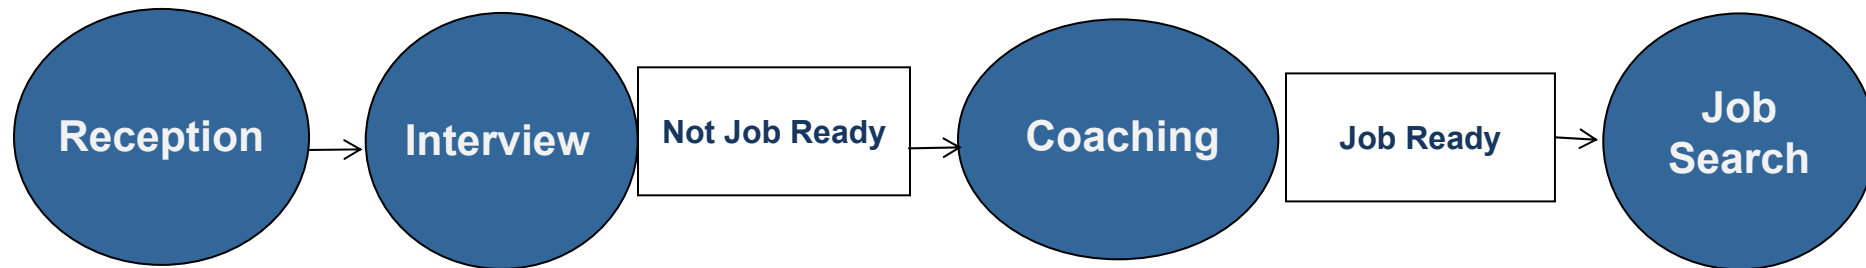 Reception
Interview
Not Job Ready
Coaching
Job Ready
Job
Search